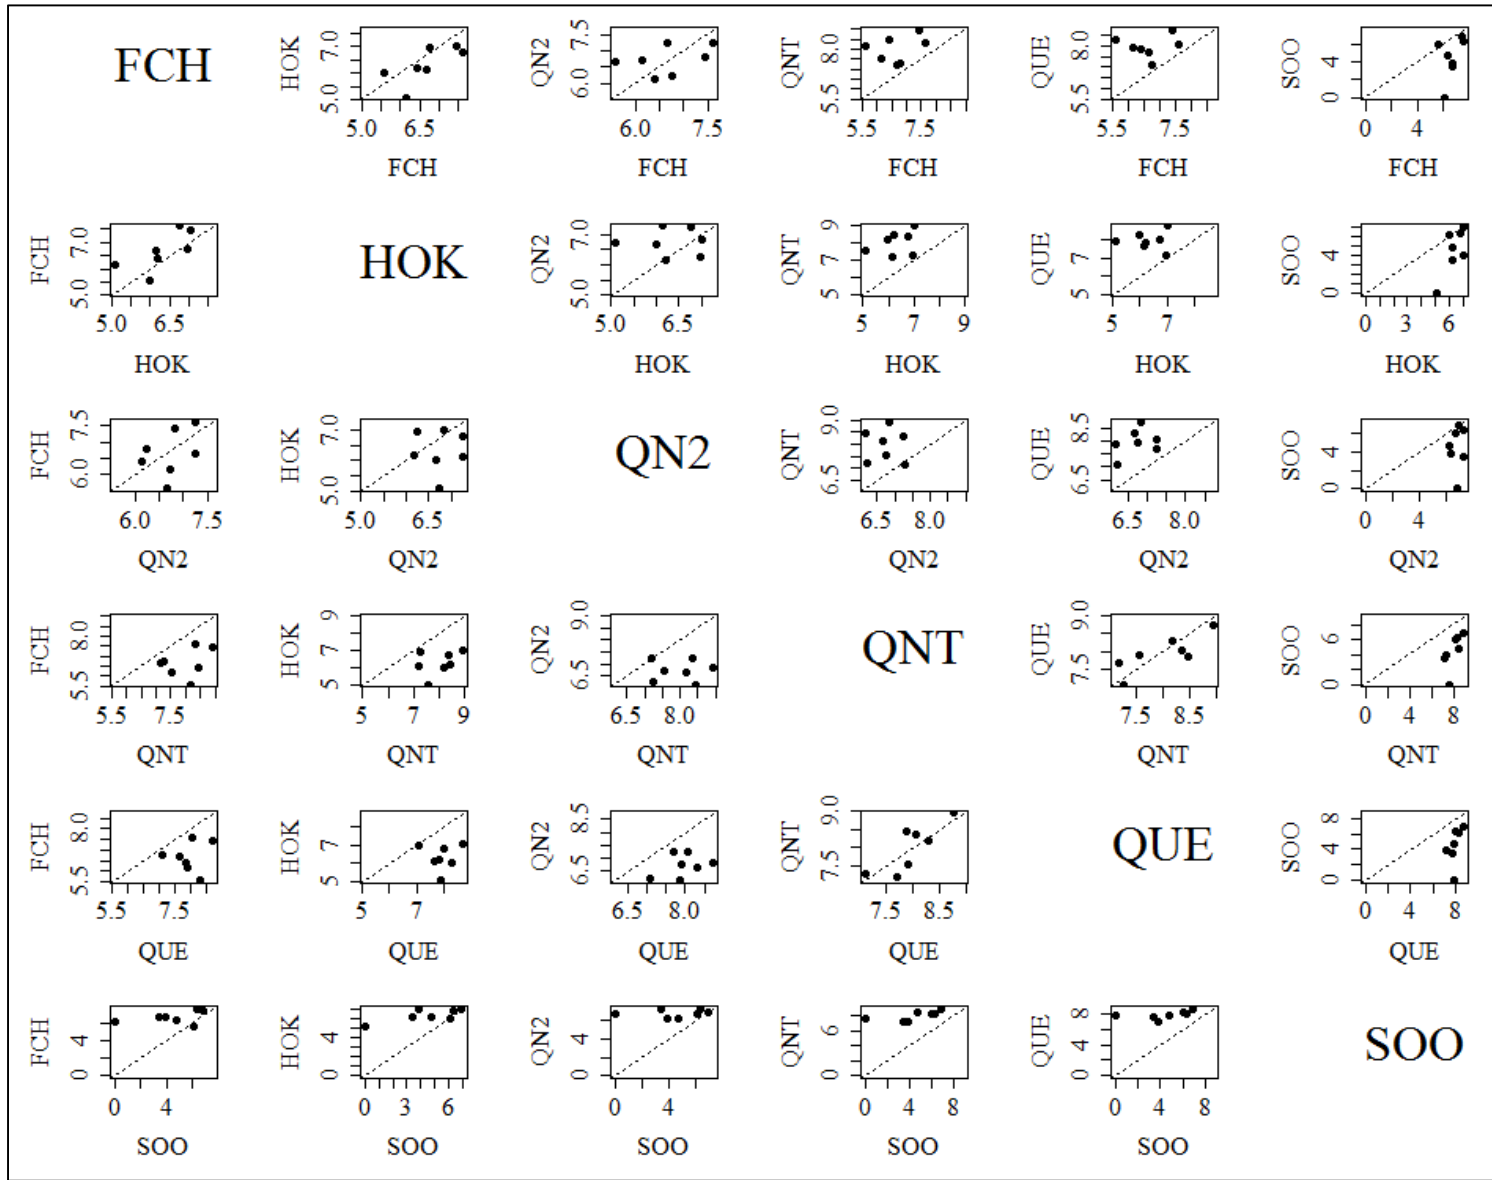 FCH
HOK
5.0 7.0
5.0 6.5
FCH
QN2
6.0 7.5
6.0 7.5
FCH
QNT
5.5 8.0
5.5 7.5
FCH
QUE
5.5 8.0
5.5 7.5
FCH
SOO
0 4
0 4
FCH
FCH
5.0 7.0
5.0 6.5
HOK
HOK
QN2
5.0 7.0
5.0 6.5
HOK
QNT
5 7 9
5 7 9
HOK
QUE
5 7
5 7
HOK
SOO
0 4
0 3 6
HOK
FCH
6.0 7.5
6.0 7.5
QN2
HOK
5.0 7.0
5.0 6.5
QN2
QN2
QNT
6.5 9.0
6.5 8.0
QN2
QUE
6.5 8.5
6.5 8.0
QN2
SOO
0 4
0 4
QN2
FCH
5.5 8.0
5.5 7.5
QNT
HOK
5 7 9
5 7 9
QNT
QN2
6.5 9.0
6.5 8.0
QNT
QNT
QUE
7.5 9.0
7.5 8.5
QNT
SOO
0 6
0 4 8
QNT
FCH
5.5 8.0
5.5 7.5
QUE
HOK
5 7
5 7
QUE
QN2
6.5 8.5
6.5 8.0
QUE
QNT
7.5 9.0
7.5 8.5
QUE
QUE
SOO
0 4 8
0 4 8
QUE
FCH
0 4
0 4
SOO
HOK
0 4
0 3 6
SOO
QN2
0 4
0 4
SOO
QNT
0 6
0 4 8
SOO
QUE
0 4 8
0 4 8
SOO
SOO